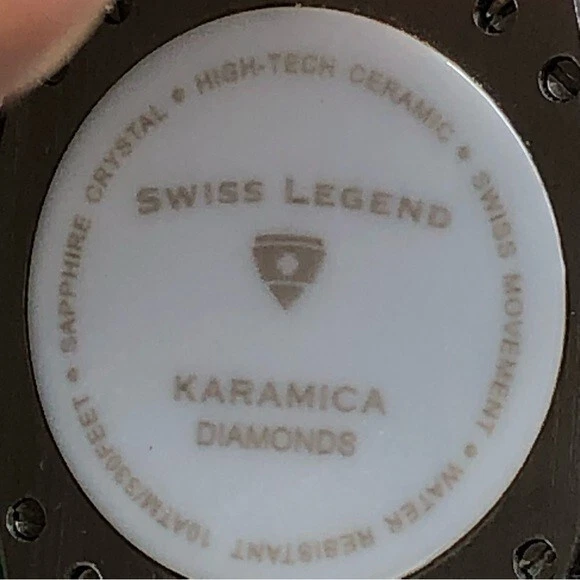 HIGH-TECH CERAMIC • SWISS MOVEMENT • WATER RESISTANT 10ATM/330FEET • SAPPHIRE CRYSTAL •
SWISS LEGEND
KARAMICA
DIAMONDS